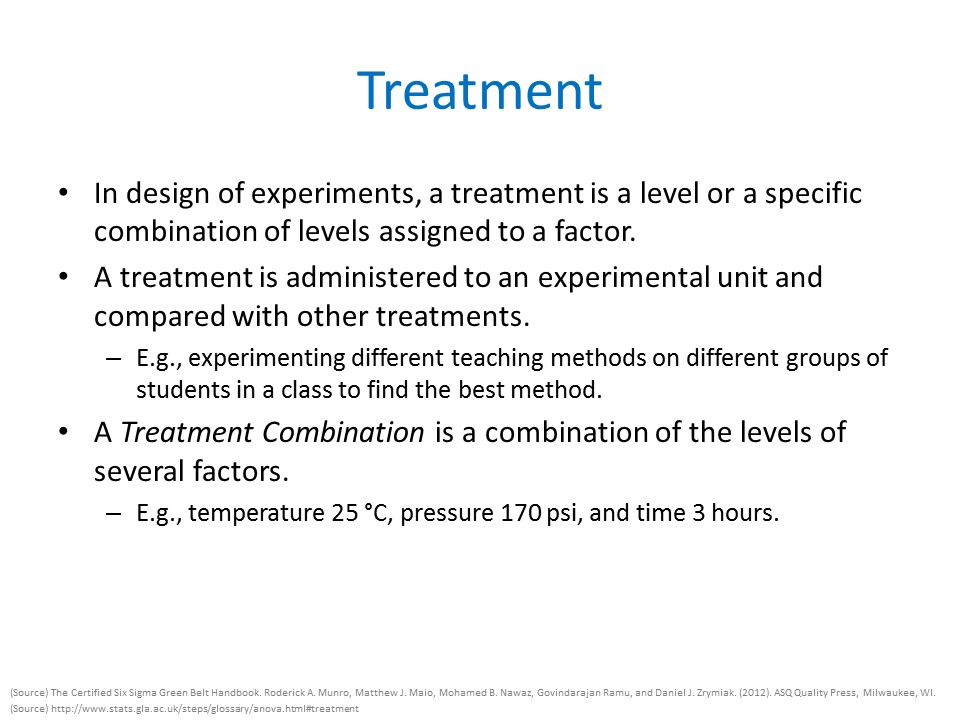 Treatment
• In design of experiments, a treatment is a level or a specific
combination of levels assigned to a factor.
• A treatment is administered to an experimental unit and
compared with other treatments.
– E.g., experimenting different teaching methods on different groups of
students in a class to find the best method.
• A Treatment Combination is a combination of the levels of
several factors.
– E.g., temperature 25 °C, pressure 170 psi, and time 3 hours.
(Source) The Certified Six Sigma Green Belt Handbook. Roderick A. Munro, Matthew J. Maio, Mohamed B. Nawaz, Govindarajan Ramu, and Daniel J. Zrymiak. (2012). ASQ Quality Press, Milwaukee, WI.
(Source) http://www.stats.gla.ac.uk/steps/glossary/anova.html#treatment